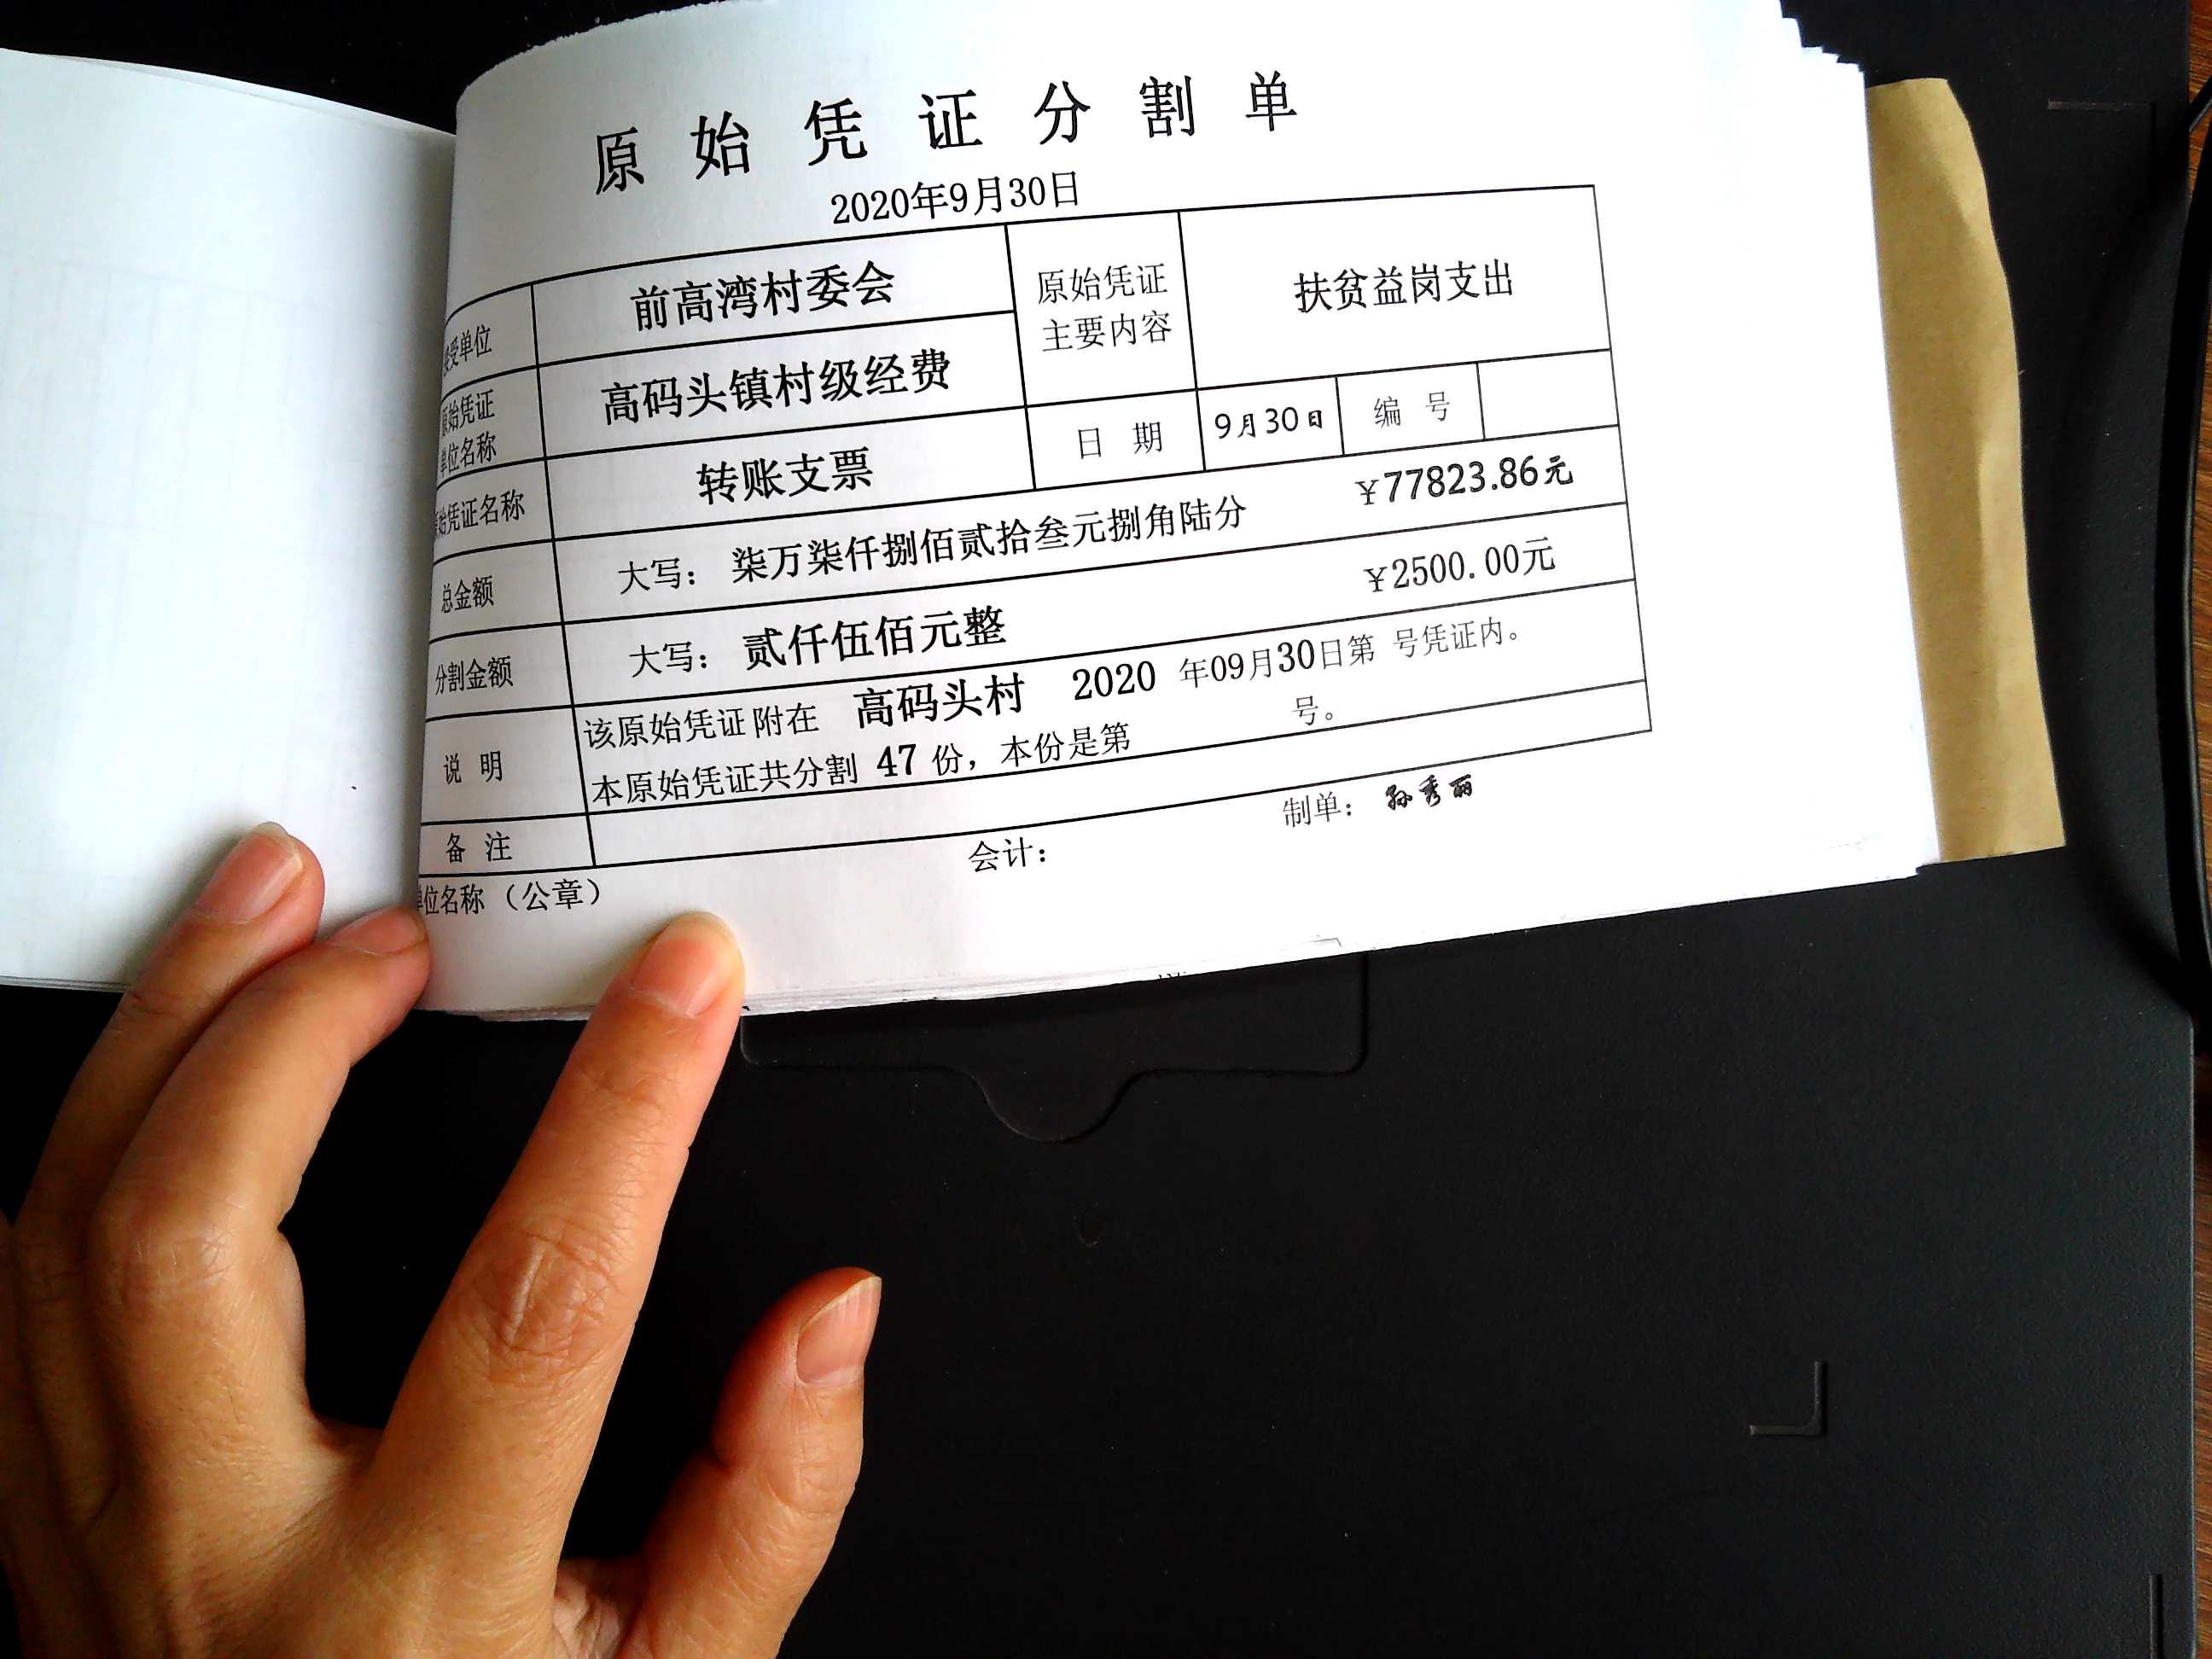 原始凭证分割单
2020年9月30日
接受单位 前高湾村委会 原始凭证主要内容 扶贫益岗支出
原始凭证单位名称 高码头镇村级经费
原始凭证名称 转账支票 日 期 9月30日 编 号
总金额 大写：柒万柒仟捌佰贰拾叁元捌角陆分 ￥77823.86元
分割金额 大写：贰仟伍佰元整 ￥2500.00元
说 明 该原始凭证附在 高码头村 2020 年09月30日第 号凭证内。
本原始凭证共分割 47 份，本份是第 号。
备 注
单位名称（公章） 会计： 制单：孙秀丽